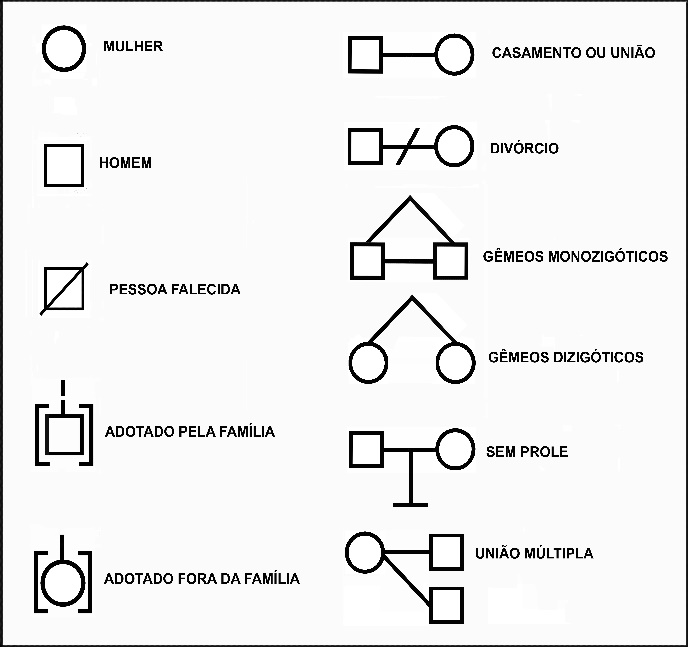 MULHER
HOMEM
PESSOA FALECIDA
ADOTADO PELA FAMÍLIA
ADOTADO FORA DA FAMÍLIA
CASAMENTO OU UNIÃO
DIVÓRCIO
GÊMEOS MONOZIGÓTICOS
GÊMEOS DIZIGÓTICOS
SEM PROLE
UNIÃO MÚLTIPLA